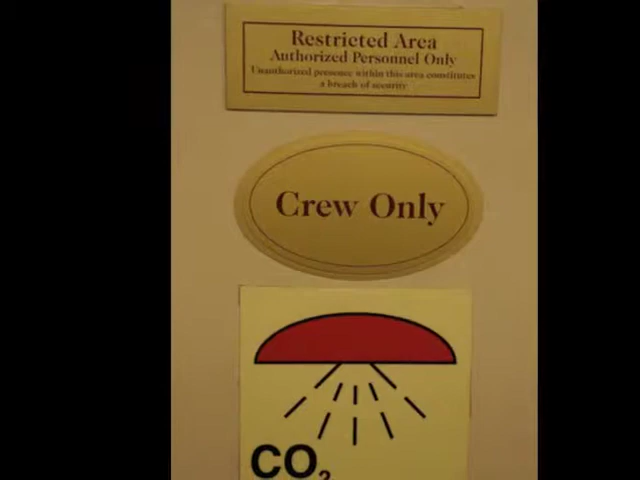 Restricted Area
Authorized Personnel Only
Unauthorized presence within this area constitutes
a breach of security
Crew Only
CO₂